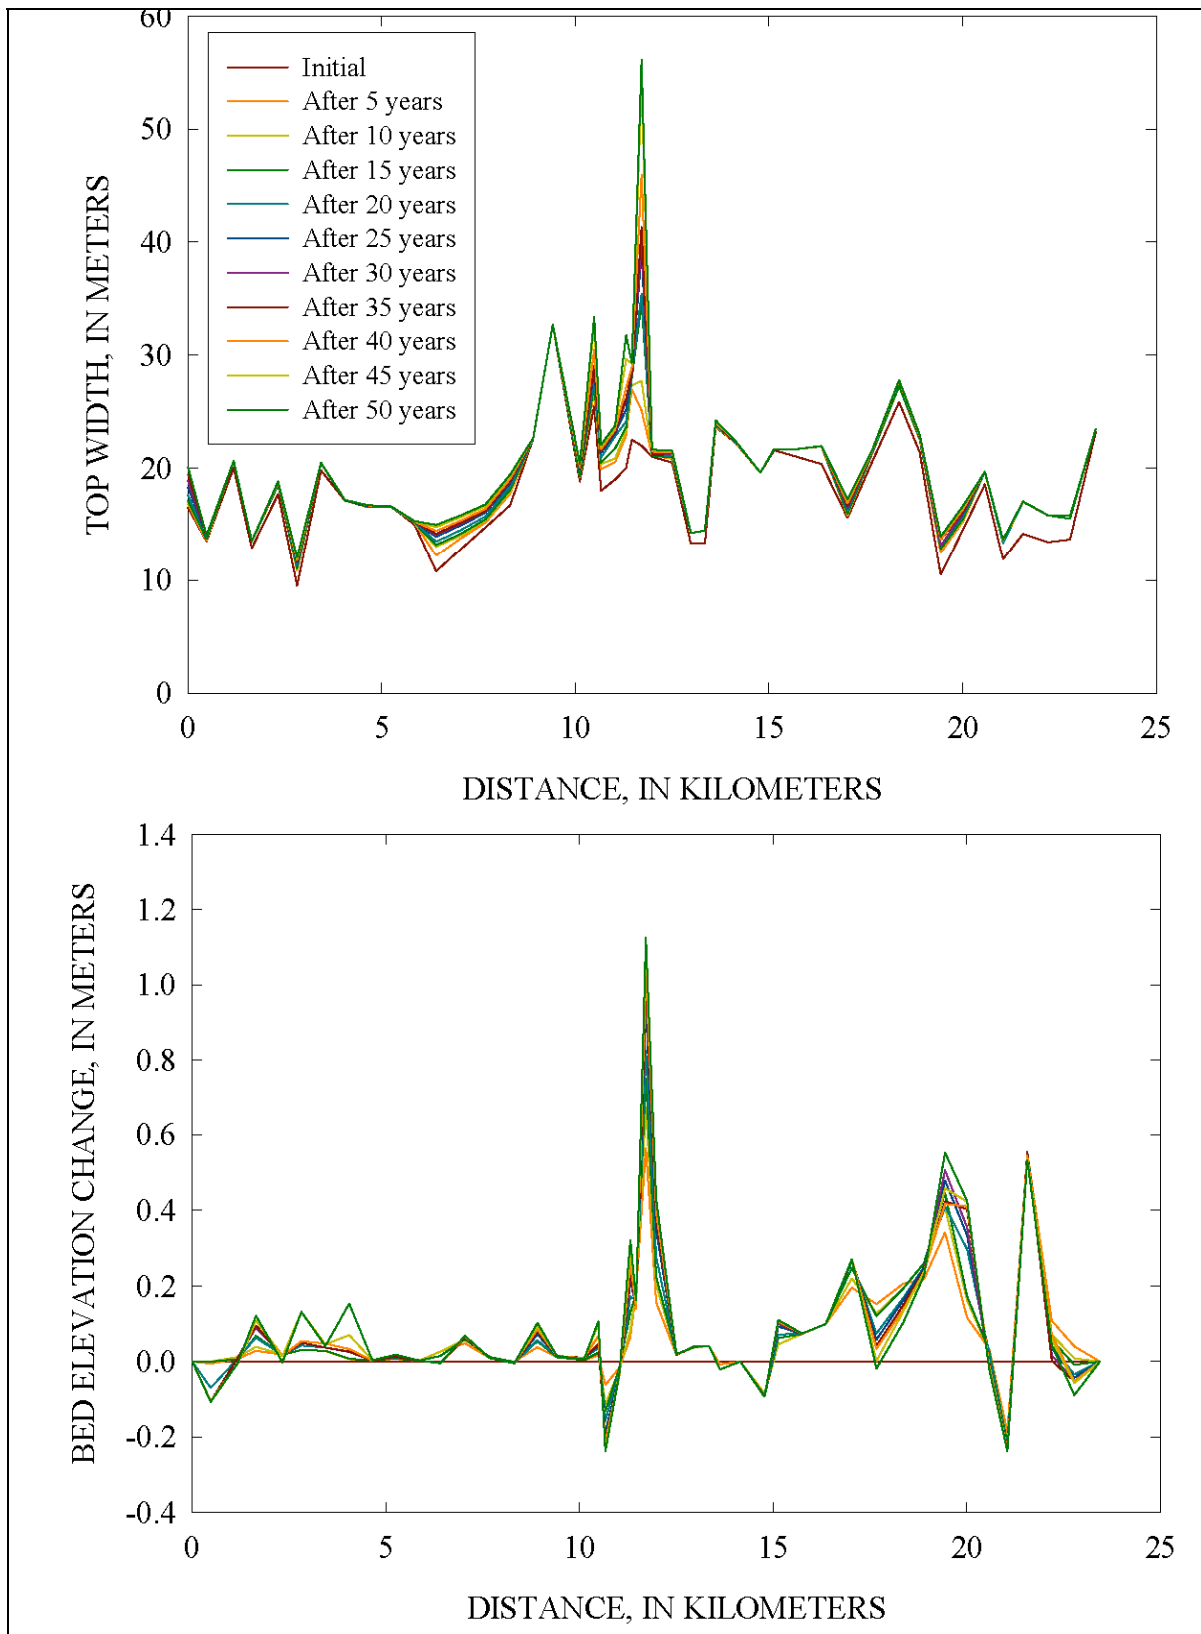 60
50
40
30
20
10
0
TOP WIDTH, IN METERS
Initial
After 5 years
After 10 years
After 15 years
After 20 years
After 25 years
After 30 years
After 35 years
After 40 years
After 45 years
After 50 years
0 5 10 15 20 25
DISTANCE, IN KILOMETERS
1.4
1.2
1.0
0.8
0.6
0.4
0.2
0.0
-0.2
-0.4
BED ELEVATION CHANGE, IN METERS
0 5 10 15 20 25
DISTANCE, IN KILOMETERS